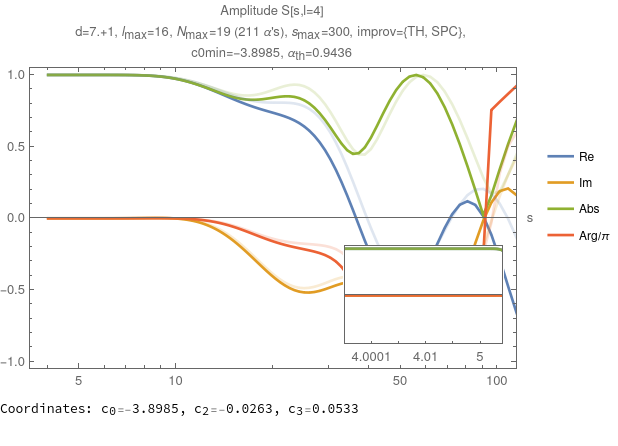 Amplitude S[s,l=4]
d=7.+1, lmax=16, Nmax=19 (211 α's), smax=300, improv={TH, SPC},
c0min=−3.8985, αth=0.9436
1.0
0.5
0.0
−0.5
−1.0
5
10
50
100
s
4.0001
4.01
5
Re
Im
Abs
Arg/π
Coordinates: c0=-3.8985, c2=-0.0263, c3=0.0533